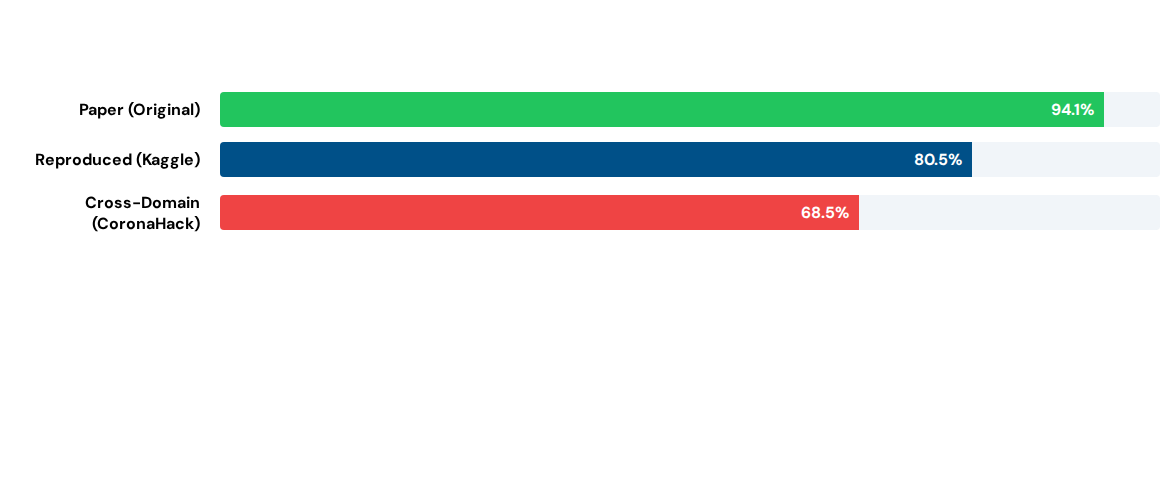 Paper (Original)
94.1%
Reproduced (Kaggle)
80.5%
Cross-Domain
(CoronaHack)
68.5%